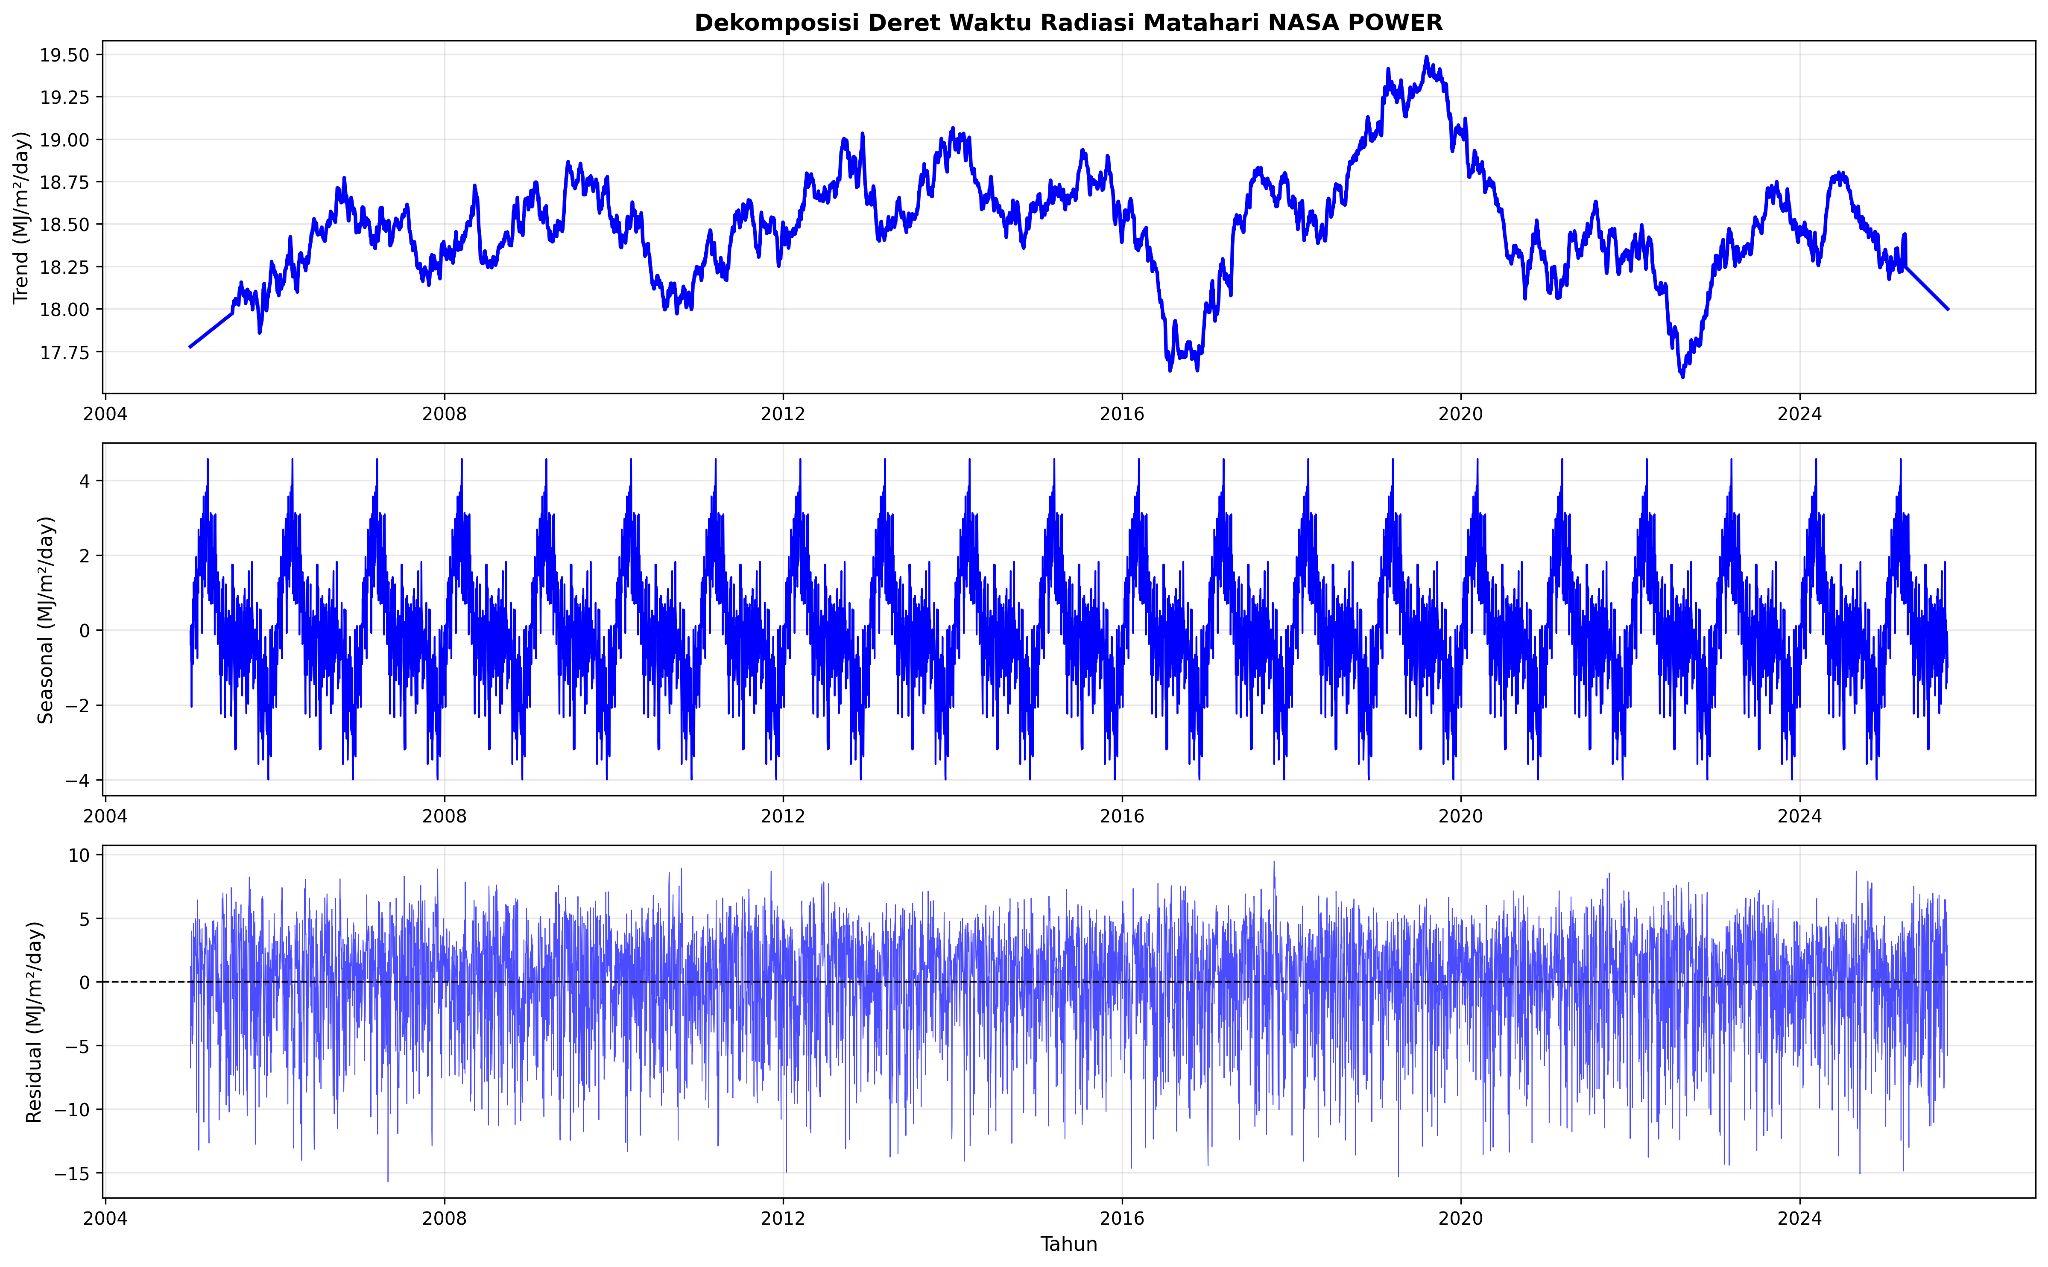 Dekomposisi Deret Waktu Radiasi Matahari NASA POWER
Trend (MJ/m²/day)
19.50
19.25
19.00
18.75
18.50
18.25
18.00
17.75
2004 2008 2012 2016 2020 2024
Seasonal (MJ/m²/day)
4
2
0
−2
−4
2004 2008 2012 2016 2020 2024
Residual (MJ/m²/day)
10
5
0
−5
−10
−15
2004 2008 2012 2016 2020 2024
Tahun